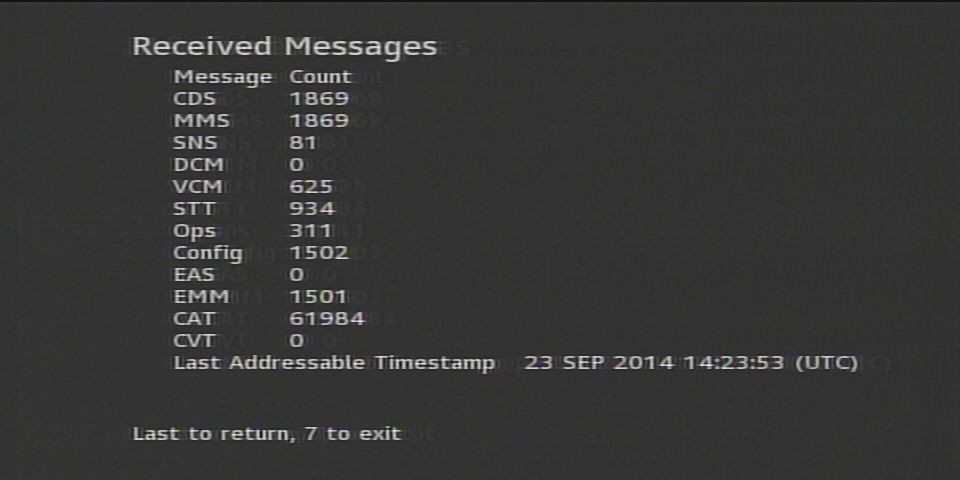 Received Messages
Message Count
CDS 1869
MMS 1869
SNS 81
DCM 0
VCM 625
STT 934
Ops 311
Config 1502
EAS 0
EMM 1501
CAT 61984
CVT 0
Last Addressable Timestamp 23 SEP 2014 14:23:53 (UTC)
Last to return, 7 to exit